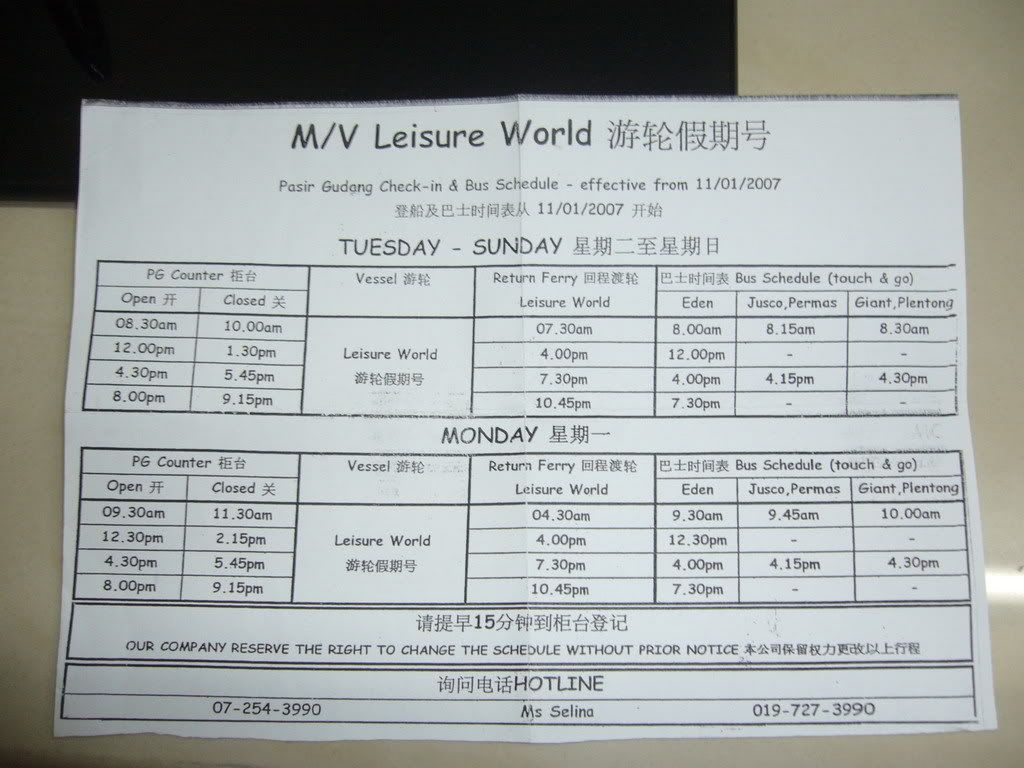 M/V Leisure World 游轮假期号
Pasir Gudang Check-in & Bus Schedule - effective from 11/01/2007
登船及巴士时间表从 11/01/2007 开始
TUESDAY - SUNDAY 星期二至星期日
PG Counter 柜台 Vessel 游轮 Return Ferry 回程渡轮 巴士时间表 Bus Schedule (touch & go)
Open 开 Closed 关 Leisure World Eden Jusco,Permas Giant,Plentong
08.30am 10.00am 07.30am 8.00am 8.15am 8.30am
12.00pm 1.30pm Leisure World 4.00pm 12.00pm - -
4.30pm 5.45pm 游轮假期号 7.30pm 4.00pm 4.15pm 4.30pm
8.00pm 9.15pm 10.45pm 7.30pm - -
MONDAY 星期一
PG Counter 柜台 Vessel 游轮 Return Ferry 回程渡轮 巴士时间表 Bus Schedule (touch & go)
Open 开 Closed 关 Leisure World Eden Jusco,Permas Giant,Plentong
09.30am 11.30am 04.30am 9.30am 9.45am 10.00am
12.30pm 2.15pm Leisure World 4.00pm 12.30pm - -
4.30pm 5.45pm 游轮假期号 7.30pm 4.00pm 4.15pm 4.30pm
8.00pm 9.15pm 10.45pm 7.30pm - -
请提早15分钟到柜台登记
OUR COMPANY RESERVE THE RIGHT TO CHANGE THE SCHEDULE WITHOUT PRIOR NOTICE 本公司保留权力更改以上行程
询问电话HOTLINE
07-254-3990 Ms Selina 019-727-3990